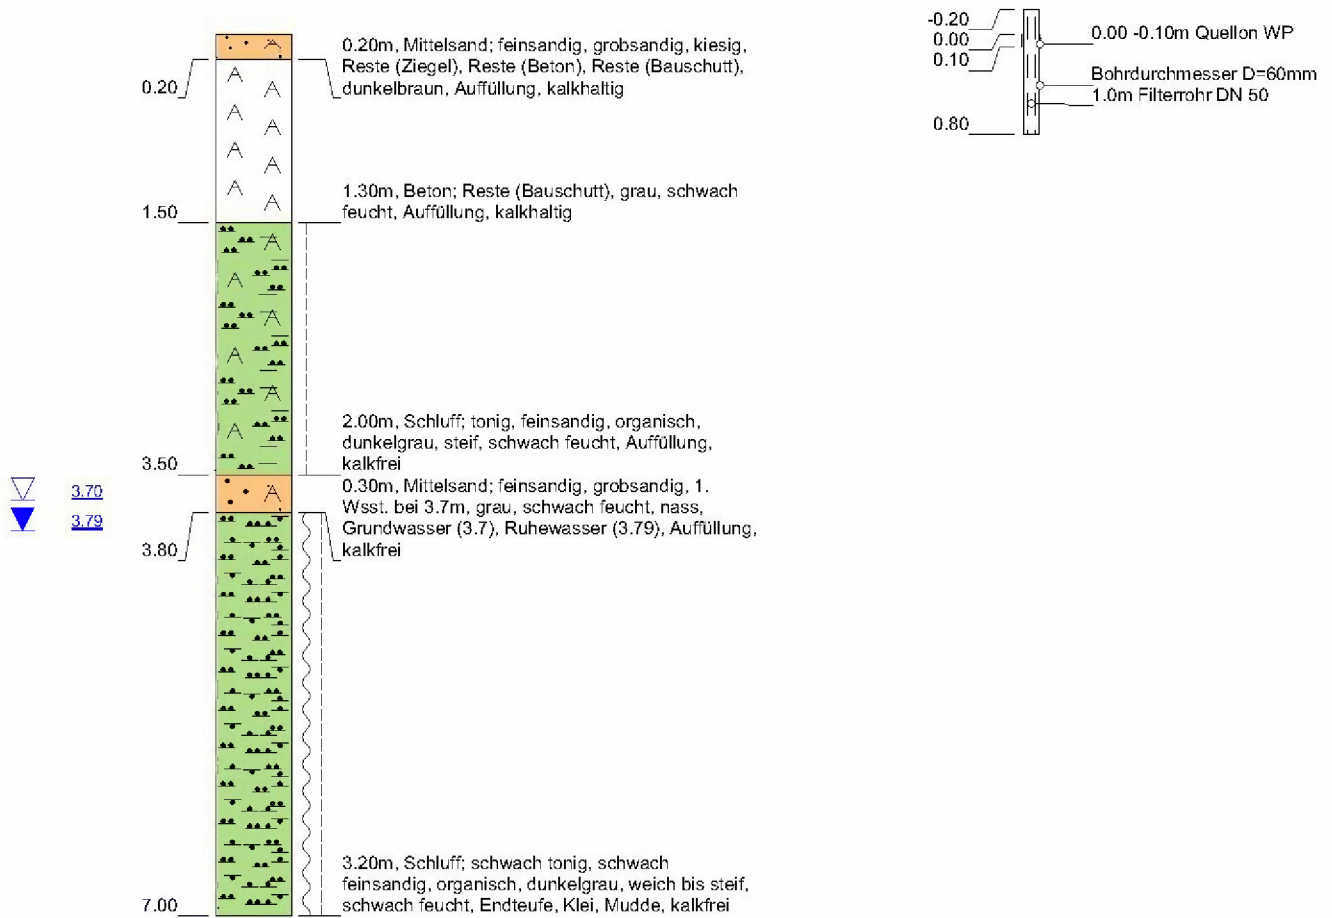 0.20m, Mittelsand; feinsandig, grobsandig, kiesig,
Reste (Ziegel), Reste (Beton), Reste (Bauschutt),
dunkelbraun, Auffüllung, kalkhaltig
0.20
1.30m, Beton; Reste (Bauschutt), grau, schwach
feucht, Auffüllung, kalkhaltig
1.50
2.00m, Schluff; tonig, feinsandig, organisch,
dunkelgrau, steif, schwach feucht, Auffüllung,
kalkfrei
3.50
0.30m, Mittelsand; feinsandig, grobsandig, 1.
Wsst. bei 3.7m, grau, schwach feucht, nass,
Grundwasser (3.7), Ruhewasser (3.79), Auffüllung,
kalkfrei
3.70
3.79
3.80
3.20m, Schluff; schwach tonig, schwach
feinsandig, organisch, dunkelgrau, weich bis steif,
schwach feucht, Endteufe, Klei, Mudde, kalkfrei
7.00
-0.20
0.00
0.10
0.80
0.00 -0.10m Quellon WP
Bohrdurchmesser D=60mm
1.0m Filterrohr DN 50